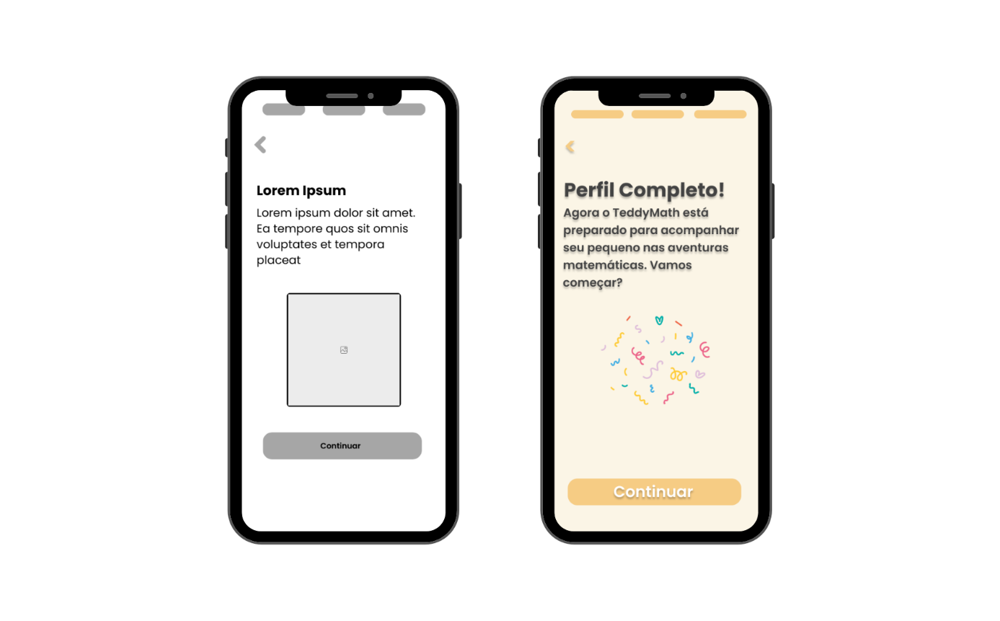 Lorem Ipsum
Lorem ipsum dolor sit amet.
Ea tempore quos sit omnis
voluptates et tempora
placeat
Continuar
Perfil Completo!
Agora o TeddyMath está
preparado para acompanhar
seu pequeno nas aventuras
matemáticas. Vamos
começar?
Continuar